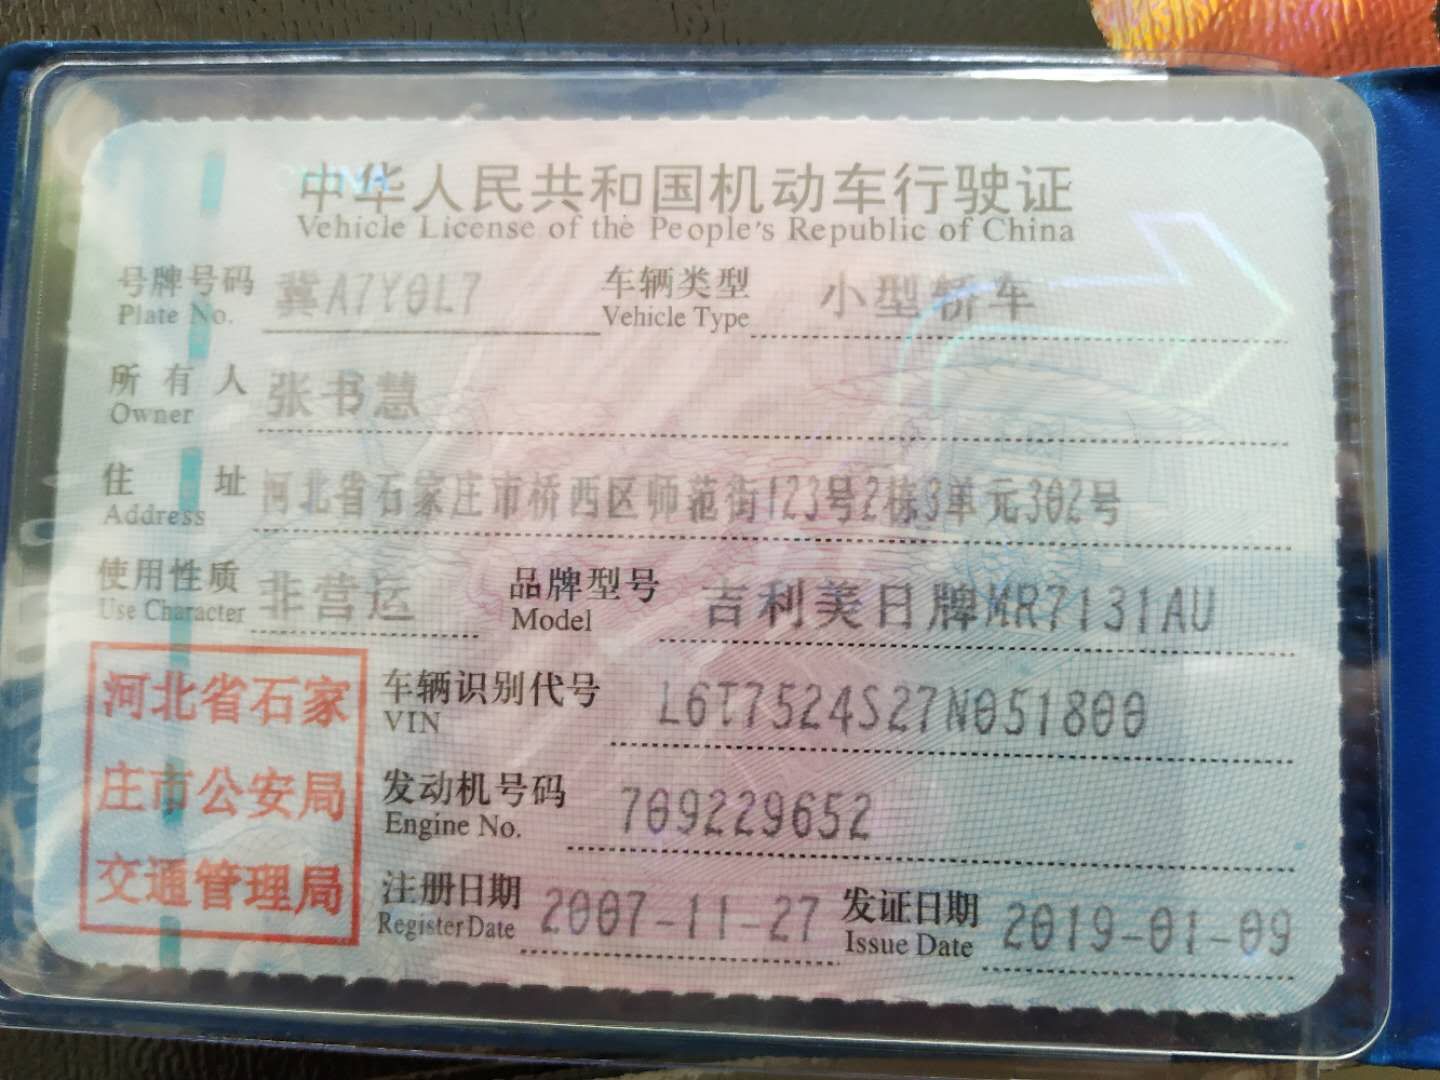 中华人民共和国机动车行驶证
Vehicle License of the People's Republic of China
号牌号码 冀A7Y0L7 车辆类型 小型轿车
Plate No. Vehicle Type
所有人 张书慧
Owner
住址 河北省石家庄市桥西区师范街123号2栋3单元302号
Address
使用性质 非营运 品牌型号 吉利美日牌MR7131AU
Use Character Model
河北省石家
庄市公安局
交通管理局
车辆识别代号 L6T7524S27N051800
VIN
发动机号码 709229652
Engine No.
注册日期 2007-11-27 发证日期 2019-01-09
Register Date Issue Date